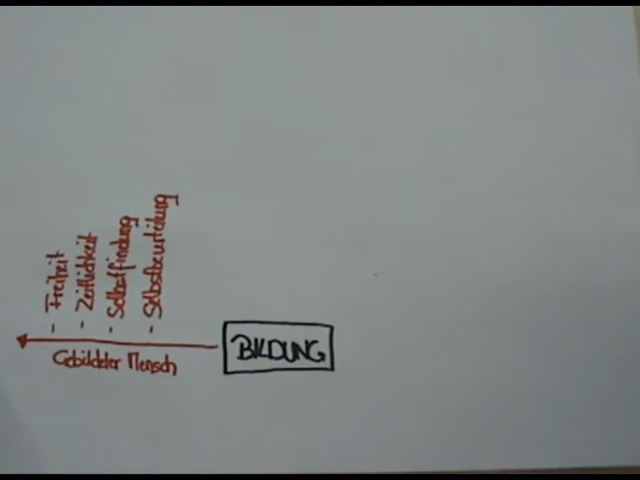 - Freiheit
- Zeitlichkeit
- Selbstfindung
- Selbstbeurteilung
Gebildeter Mensch
BILDUNG